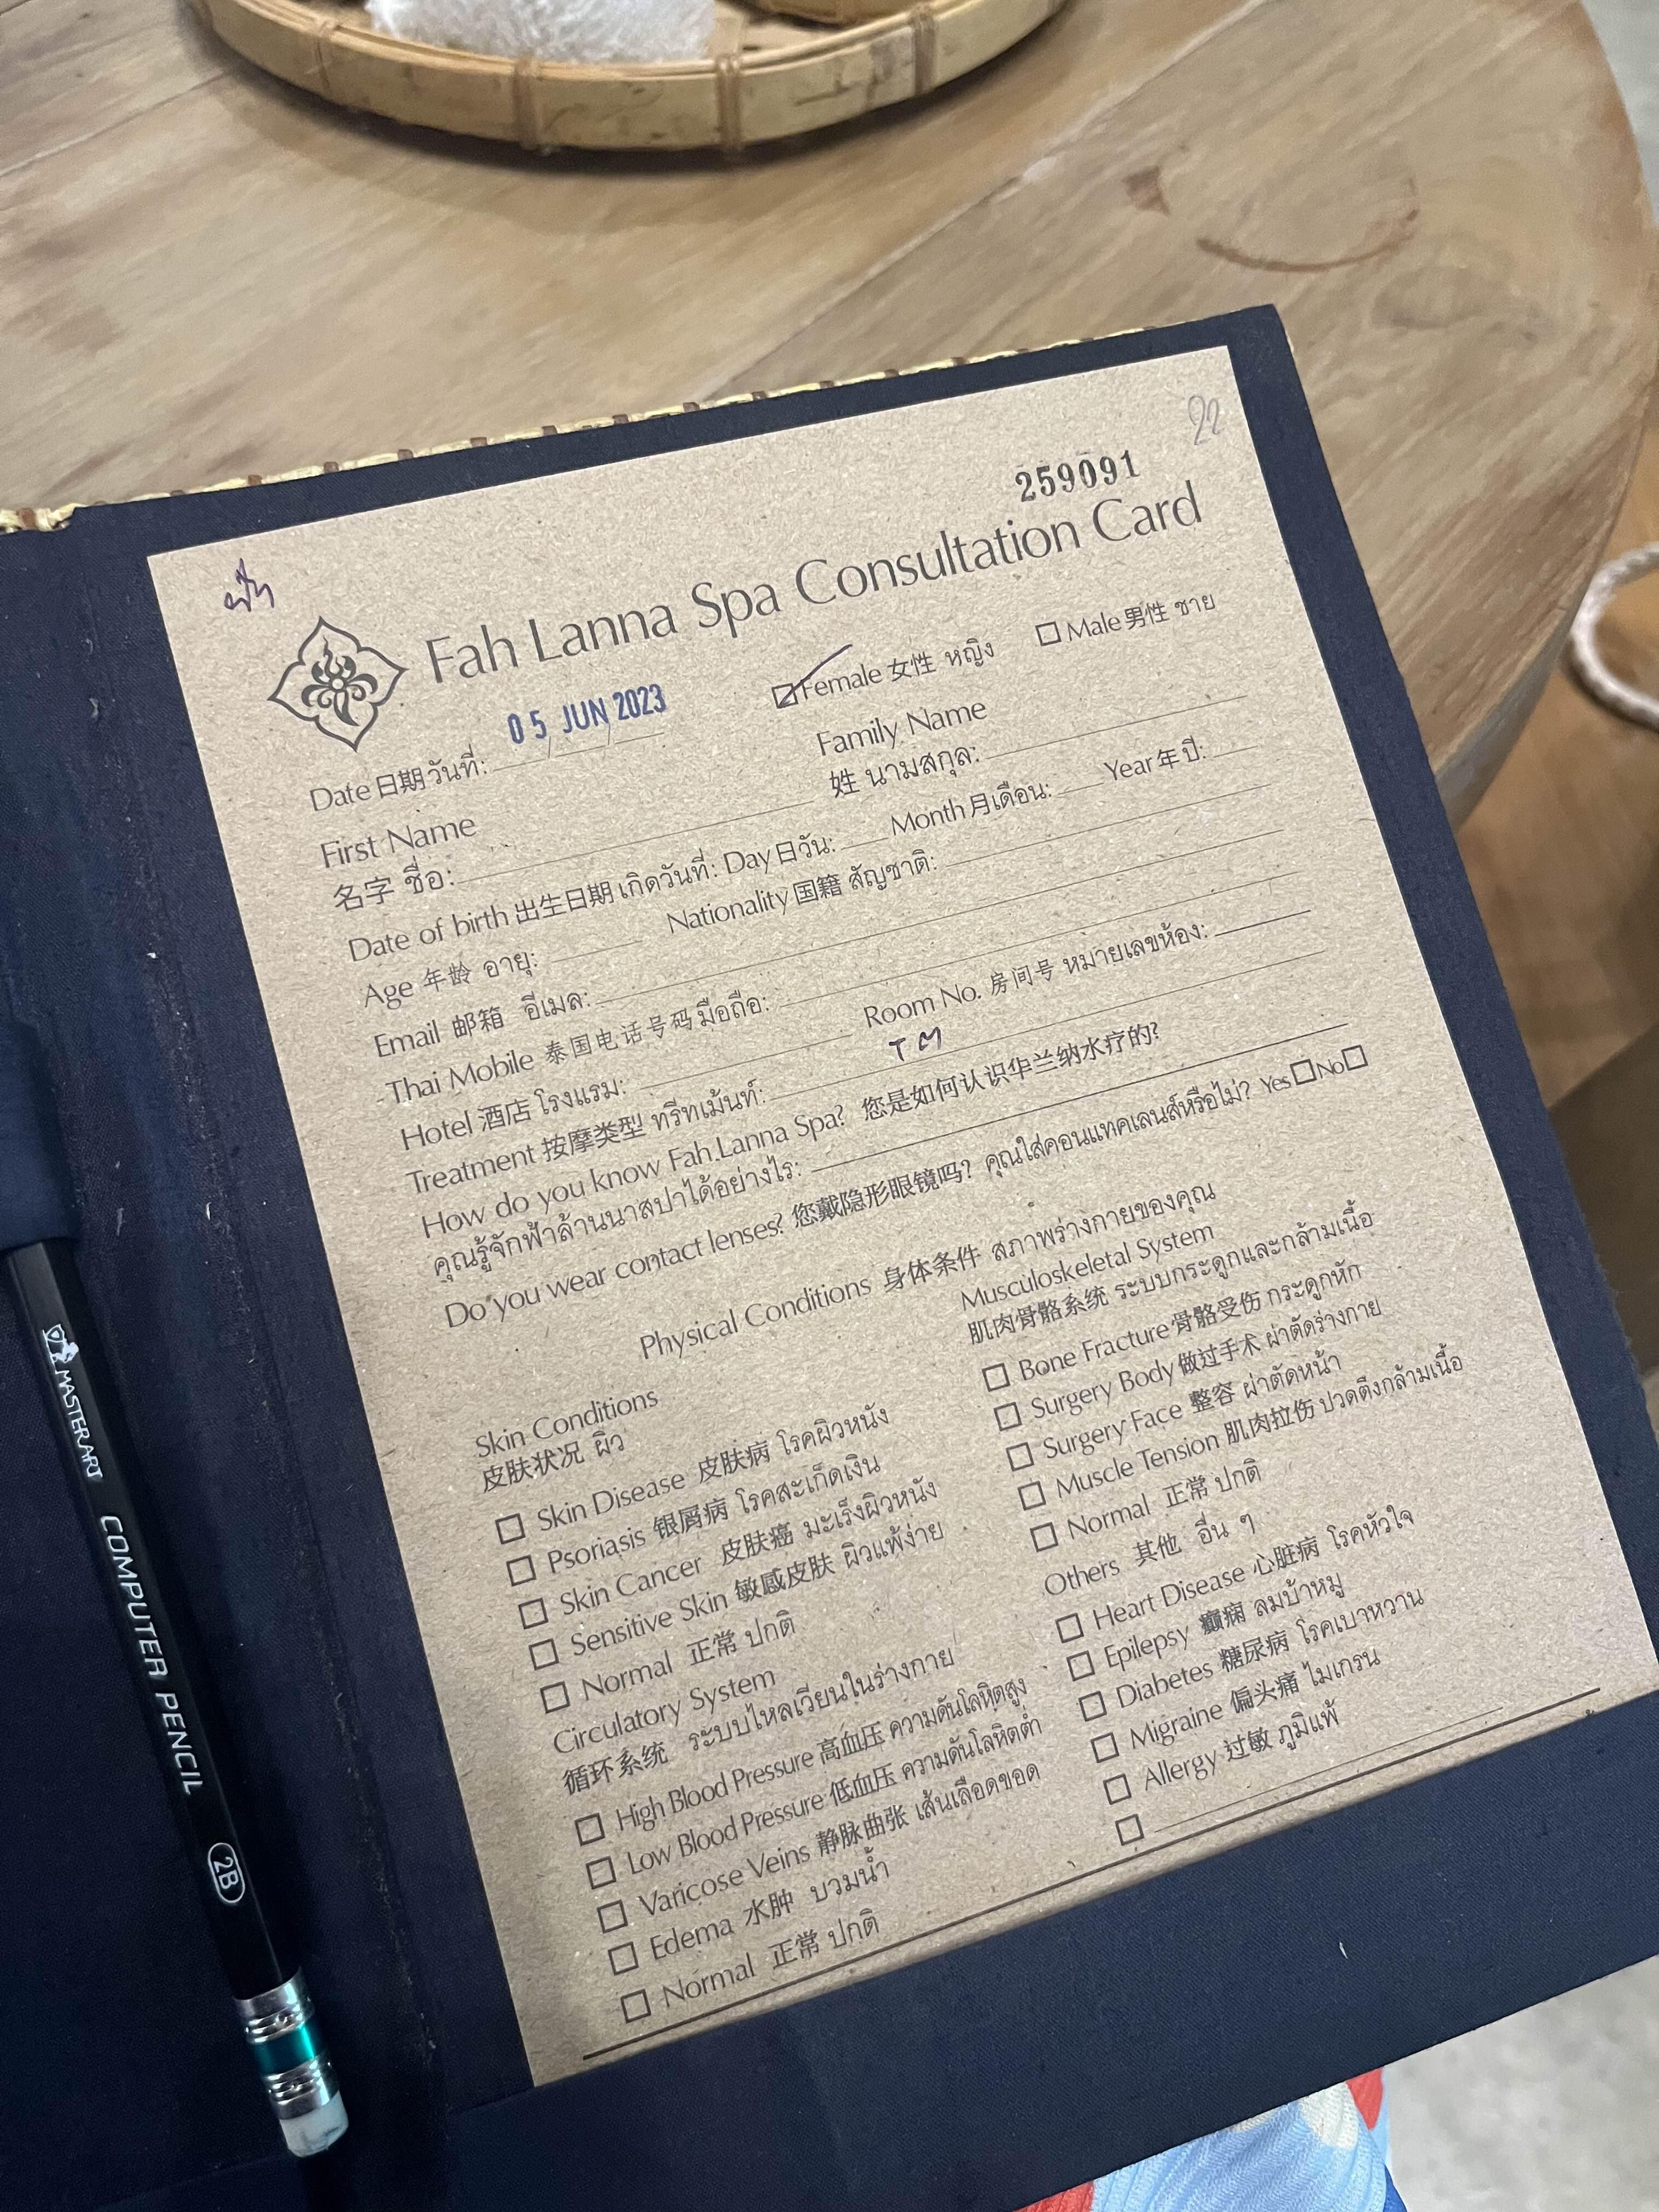 22
259091
ฟ้า
Fah Lanna Spa Consultation Card
Date 日期 วันที่: 05 JUN 2023
Female 女性 หญิง
Male 男性 ชาย
First Name
名字 ชื่อ:
Family Name
姓 นามสกุล:
Date of birth 出生日期 เกิดวันที่: Day 日 วัน: Month 月 เดือน: Year 年 ปี:
Age 年龄 อายุ: Nationality 国籍 สัญชาติ:
Email 邮箱 อีเมล:
Thai Mobile 泰国电话号码 มือถือ:
Hotel 酒店 โรงแรม: Room No. 房间号 หมายเลขห้อง:
Treatment 按摩类型 ทรีทเม้นท์: TM
How do you know Fah Lanna Spa? 您是如何认识华兰纳水疗的?
คุณรู้จักฟ้าล้านนาสปาได้อย่างไร:
Do you wear contact lenses? 您戴隐形眼镜吗? คุณใส่คอนแทคเลนส์หรือไม่? Yes No
Physical Conditions 身体条件 สภาพร่างกายของคุณ
Skin Conditions
皮肤状况 ผิว
Skin Disease 皮肤病 โรคผิวหนัง
Psoriasis 银屑病 โรคสะเก็ดเงิน
Skin Cancer 皮肤癌 มะเร็งผิวหนัง
Sensitive Skin 敏感皮肤 ผิวแพ้ง่าย
Normal 正常 ปกติ
Circulatory System
循环系统 ระบบไหลเวียนในร่างกาย
High Blood Pressure 高血压 ความดันโลหิตสูง
Low Blood Pressure 低血压 ความดันโลหิตต่ำ
Varicose Veins 静脉曲张 เส้นเลือดขอด
Edema 水肿 บวมน้ำ
Normal 正常 ปกติ
Musculoskeletal System
肌肉骨骼系统 ระบบกระดูกและกล้ามเนื้อ
Bone Fracture 骨骼受伤 กระดูกหัก
Surgery Body 做过手术 ผ่าตัดร่างกาย
Surgery Face 整容 ผ่าตัดหน้า
Muscle Tension 肌肉拉伤 ปวดตึงกล้ามเนื้อ
Normal 正常 ปกติ
Others 其他 อื่น ๆ
Heart Disease 心脏病 โรคหัวใจ
Epilepsy 癫痫 ลมบ้าหมู
Diabetes 糖尿病 โรคเบาหวาน
Migraine 偏头痛 ไมเกรน
Allergy 过敏 ภูมิแพ้
MASTERART COMPUTER PENCIL 2B